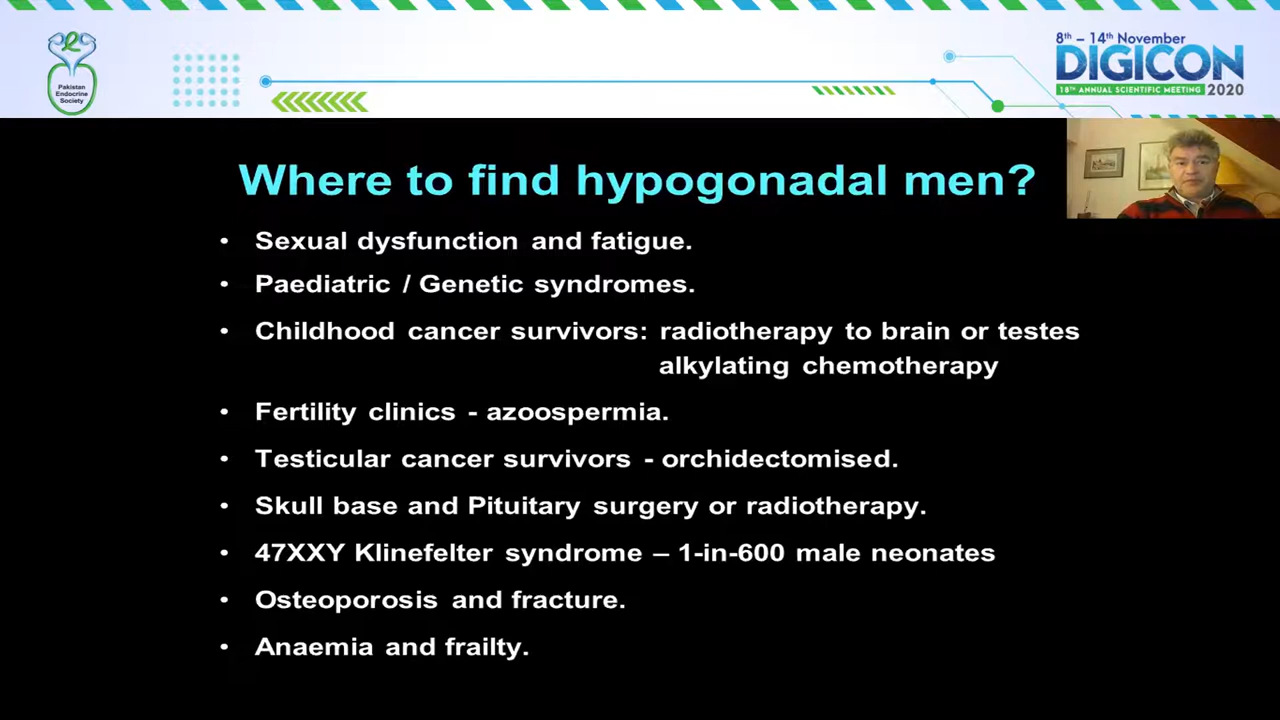 Pakistan
Endocrine
Society
8th – 14th November
DIGICON
18TH ANNUAL SCIENTIFIC MEETING 2020
Where to find hypogonadal men?
• Sexual dysfunction and fatigue.
• Paediatric / Genetic syndromes.
• Childhood cancer survivors: radiotherapy to brain or testes
alkylating chemotherapy
• Fertility clinics - azoospermia.
• Testicular cancer survivors - orchidectomised.
• Skull base and Pituitary surgery or radiotherapy.
• 47XXY Klinefelter syndrome – 1-in-600 male neonates
• Osteoporosis and fracture.
• Anaemia and frailty.